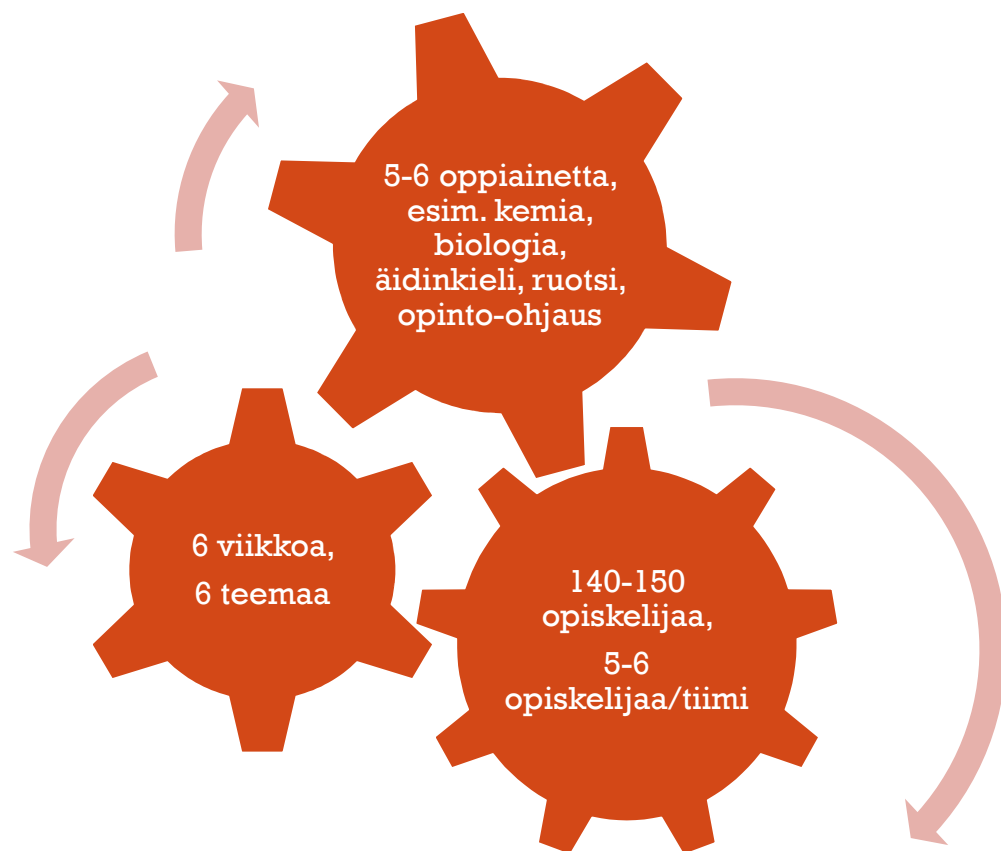 5-6 oppiainetta,
esim. kemia,
biologia,
äidinkieli, ruotsi,
opinto-ohjaus
6 viikkoa,
6 teemaa
140-150
opiskelijaa,
5-6
opiskelijaa/tiimi